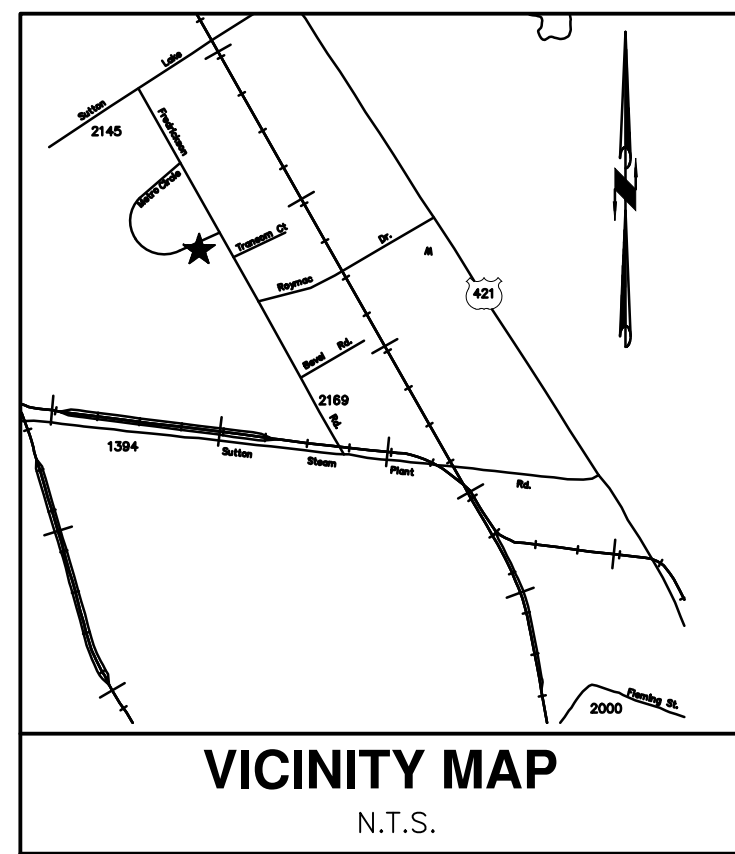 Sutton Lake
2145
Fredrickson
Metro Circle
Transom Ct
Roymac Dr.
N
421
Bevel Rd.
2169
Rd.
1394
Sutton Steam Plant Rd.
Fleming St.
2000
VICINITY MAP
N.T.S.